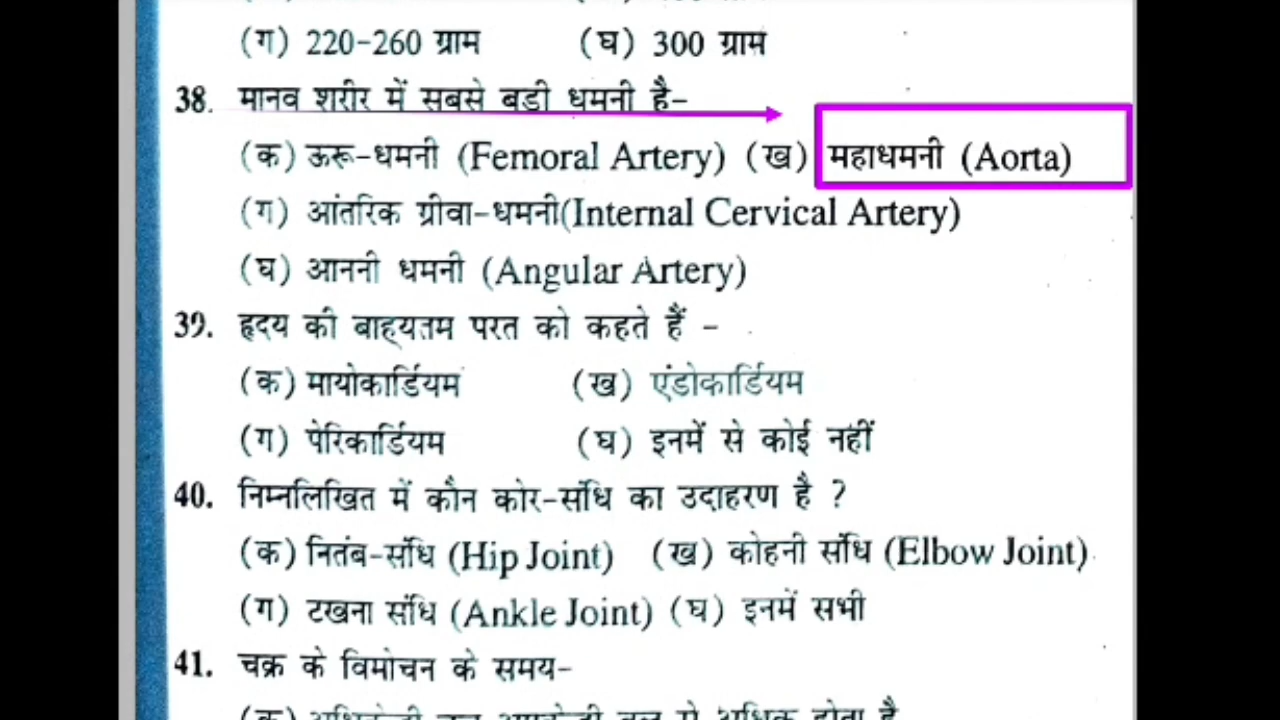 (ग) 220-260 ग्राम (घ) 300 ग्राम
38. मानव शरीर में सबसे बडी धमनी है-
(क) ऊरू-धमनी (Femoral Artery) (ख) महाधमनी (Aorta)
(ग) आंतरिक ग्रीवा-धमनी(Internal Cervical Artery)
(घ) आननी धमनी (Angular Artery)
39. हृदय की बाह्यतम परत को कहते हैं -
(क) मायोकार्डियम (ख) एंडोकार्डियम
(ग) पेरिकार्डियम (घ) इनमें से कोई नहीं
40. निम्नलिखित में कौन कोर-संधि का उदाहरण है ?
(क) नितंब-संधि (Hip Joint) (ख) कोहनी संधि (Elbow Joint)
(ग) टखना संधि (Ankle Joint) (घ) इनमें सभी
41. चक्र के विमोचन के समय-